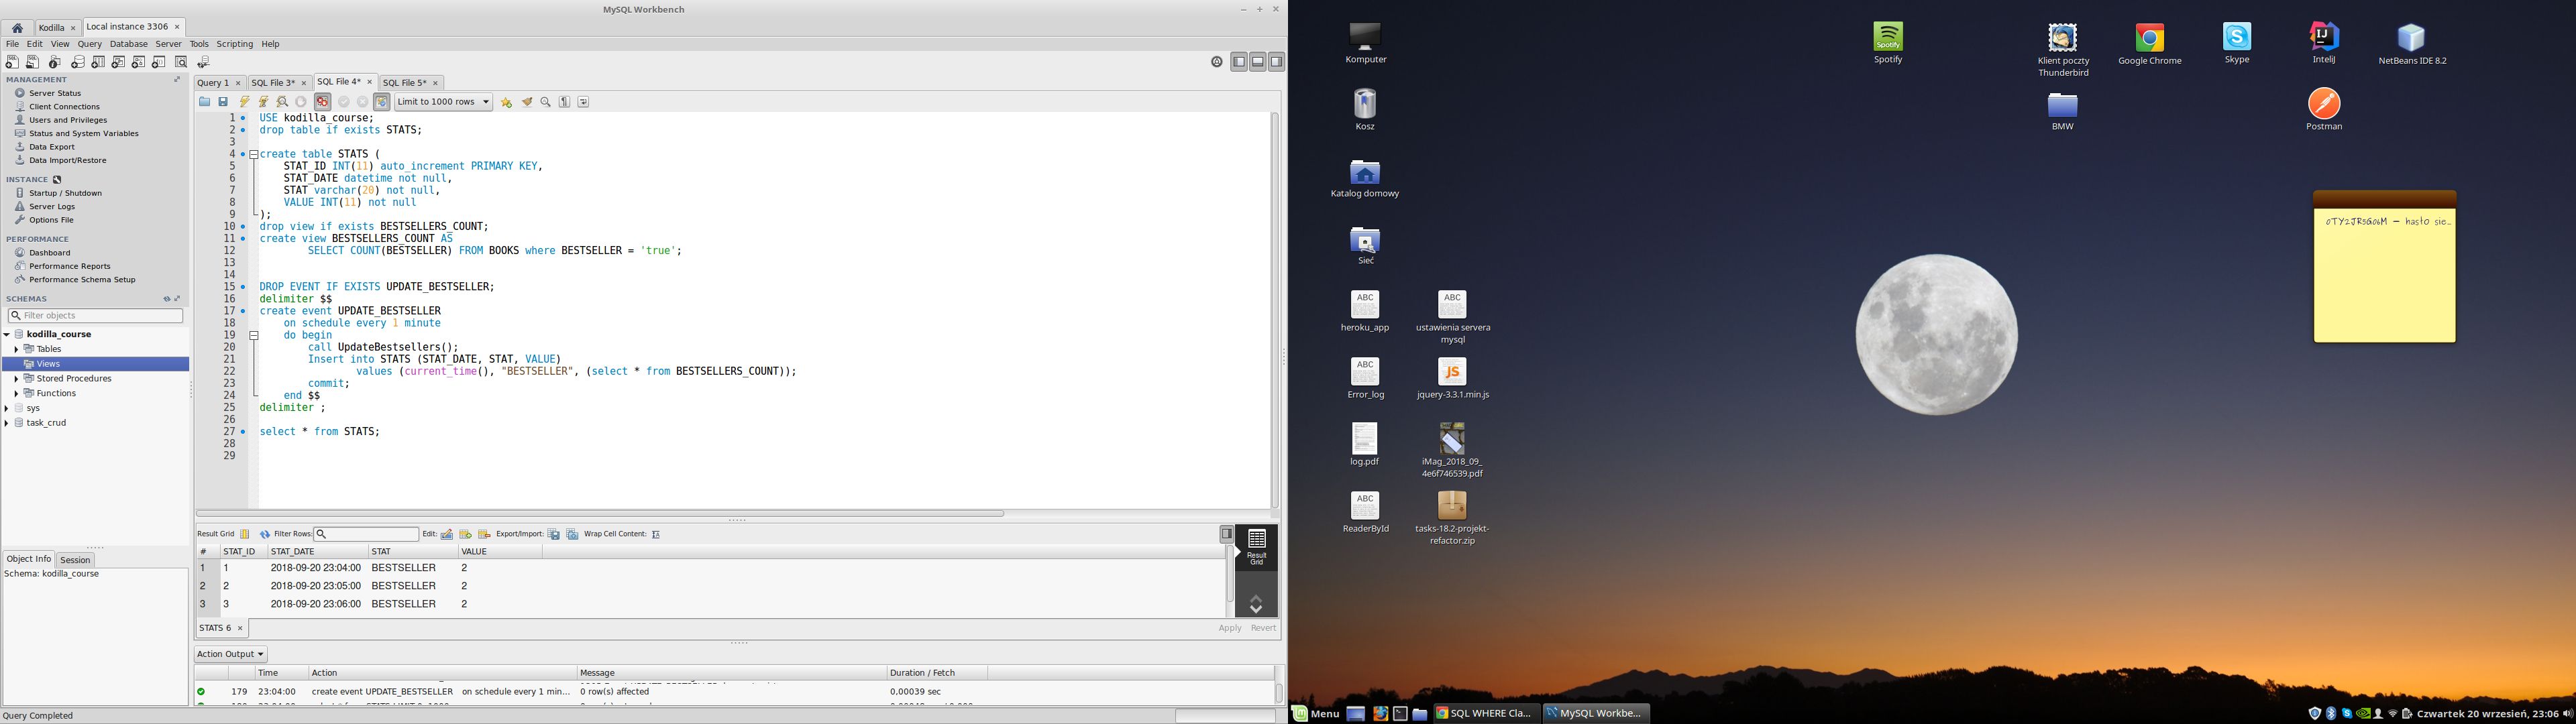 MySQL Workbench
Kodilla
Local instance 3306
File Edit View Query Database Server Tools Scripting Help
MANAGEMENT
Server Status
Client Connections
Users and Privileges
Status and System Variables
Data Export
Data Import/Restore
INSTANCE
Startup / Shutdown
Server Logs
Options File
PERFORMANCE
Dashboard
Performance Reports
Performance Schema Setup
SCHEMAS
Filter objects
kodilla_course
Tables
Views
Stored Procedures
Functions
sys
task_crud
Object Info Session
Schema: kodilla_course
Query Completed
Query 1 SQL File 3* SQL File 4* SQL File 5*
Limit to 1000 rows
1 USE kodilla_course;
2 drop table if exists STATS;
3
4 create table STATS (
5 STAT_ID INT(11) auto_increment PRIMARY KEY,
6 STAT_DATE datetime not null,
7 STAT varchar(20) not null,
8 VALUE INT(11) not null
9 );
10 drop view if exists BESTSELLERS_COUNT;
11 create view BESTSELLERS_COUNT AS
12 SELECT COUNT(BESTSELLER) FROM BOOKS where BESTSELLER = 'true';
13
14
15 DROP EVENT IF EXISTS UPDATE_BESTSELLER;
16 delimiter $$
17 create event UPDATE_BESTSELLER
18 on schedule every 1 minute
19 do begin
20 call UpdateBestsellers();
21 Insert into STATS (STAT_DATE, STAT, VALUE)
22 values (current_time(), "BESTSELLER", (select * from BESTSELLERS_COUNT));
23 commit;
24 end $$
25 delimiter ;
26
27 select * from STATS;
28
29
Result Grid Filter Rows: Edit: Export/Import: Wrap Cell Content:
# STAT_ID STAT_DATE STAT VALUE
1 1 2018-09-20 23:04:00 BESTSELLER 2
2 2 2018-09-20 23:05:00 BESTSELLER 2
3 3 2018-09-20 23:06:00 BESTSELLER 2
Result
Grid
STATS 6
Apply Revert
Action Output
Time Action Message Duration / Fetch
179 23:04:00 create event UPDATE_BESTSELLER on schedule every 1 min... 0 row(s) affected 0,00039 sec
Komputer
Kosz
Katalog domowy
Sieć
ABC
heroku_app
ABC
ustawienia servera
mysql
ABC
Error_log
JS
jquery-3.3.1.min.js
log.pdf
iMag_2018_09_
4e6f746539.pdf
ABC
ReaderById
tasks-18.2-projekt-
refactor.zip
Spotify
Spotify
Klient poczty
Thunderbird
Google Chrome
Skype
IJ
InteliJ
NetBeans IDE 8.2
BMW
Postman
Menu
SQL WHERE Cla...
MySQL Workbe...
Czwartek 20 wrzesień, 23:06